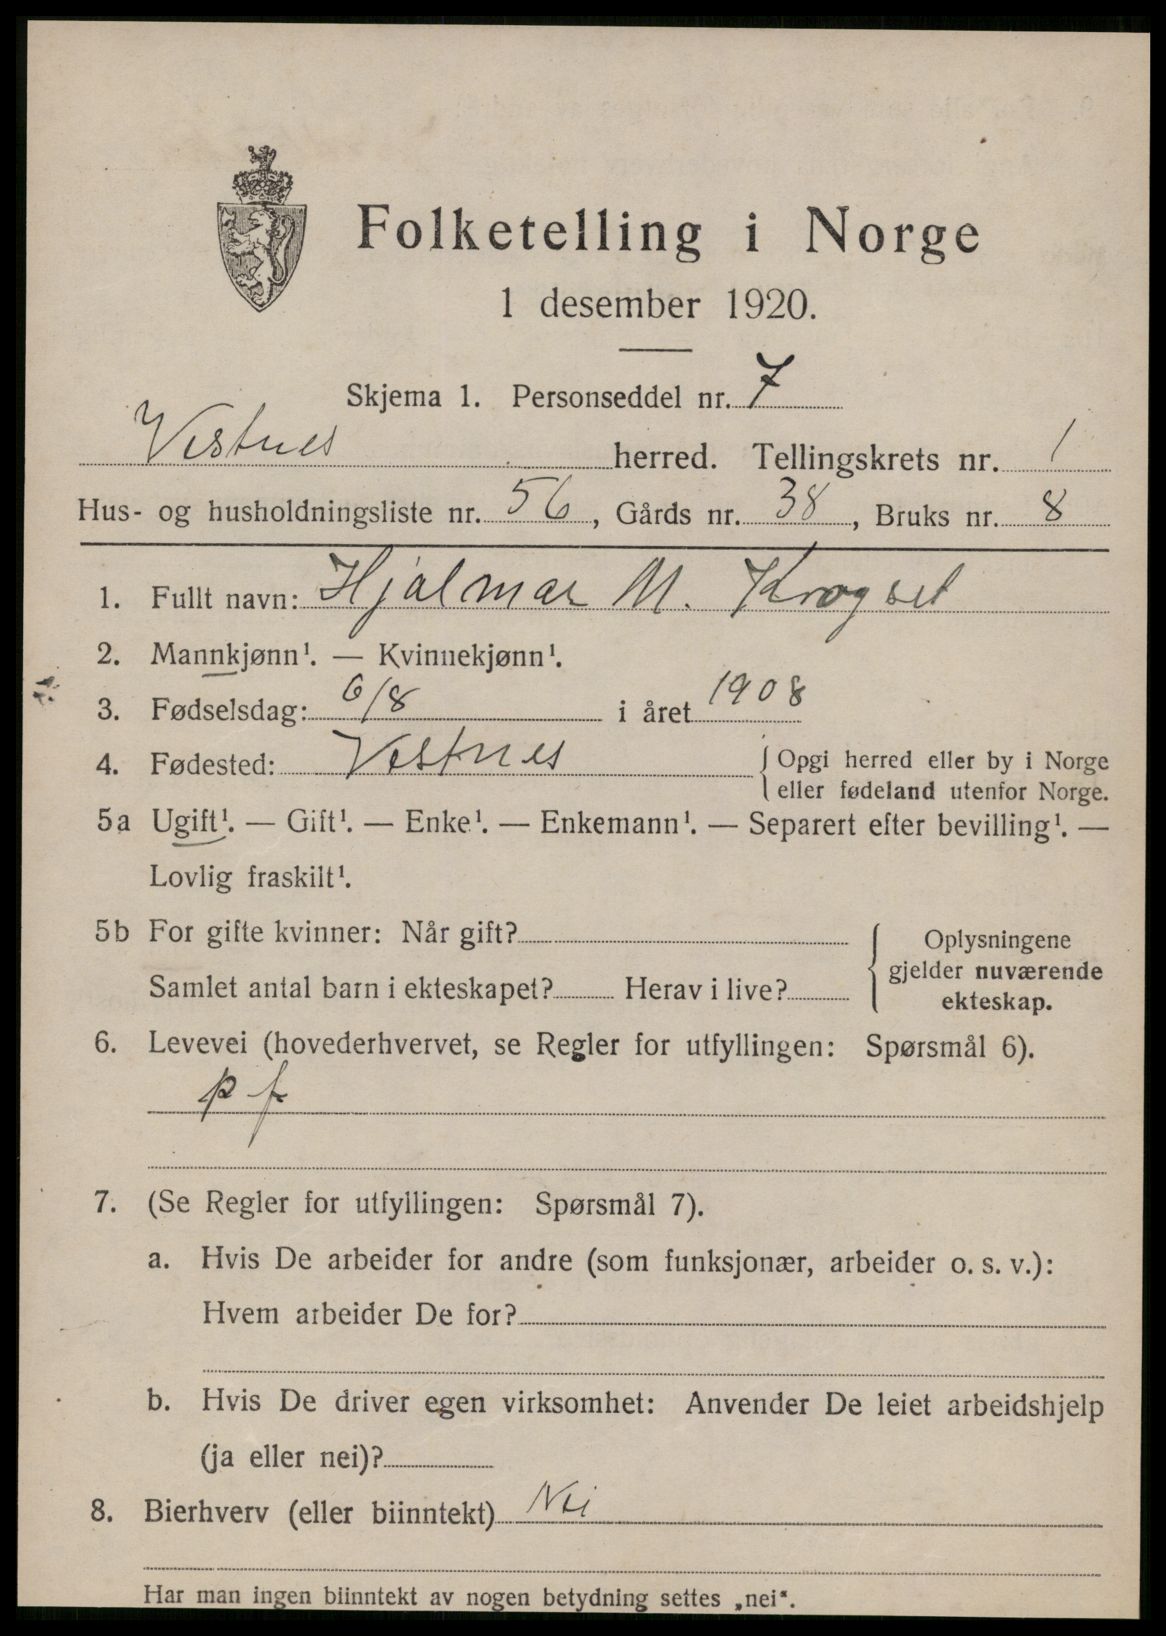 Folketelling i Norge
1 desember 1920.
Skjema 1. Personseddel nr. 7
Vestnes herred. Tellingskrets nr. 1
Hus- og husholdningsliste nr. 56, Gårds nr. 38, Bruks nr. 8
1. Fullt navn: Hjalmar M. Krogset
2. Mannkjønn¹. — Kvinnekjønn¹.
3. Fødselsdag: 6/8 i året 1908
4. Fødested: Vestnes { Opgi herred eller by i Norge
eller fødeland utenfor Norge.
5a Ugift¹. — Gift¹. — Enke¹. — Enkemann¹. — Separert efter bevilling¹. —
Lovlig fraskilt¹.
5b For gifte kvinner: Når gift?
Samlet antal barn i ekteskapet? Herav i live?
{ Oplysningene
gjelder nuværende
ekteskap.
6. Levevei (hovederhvervet, se Regler for utfyllingen: Spørsmål 6).
p f
7. (Se Regler for utfyllingen: Spørsmål 7).
a. Hvis De arbeider for andre (som funksjonær, arbeider o. s. v.):
Hvem arbeider De for?
b. Hvis De driver egen virksomhet: Anvender De leiet arbeidshjelp
(ja eller nei)?
8. Bierhverv (eller biinntekt) Nei
Har man ingen biinntekt av nogen betydning settes „nei".